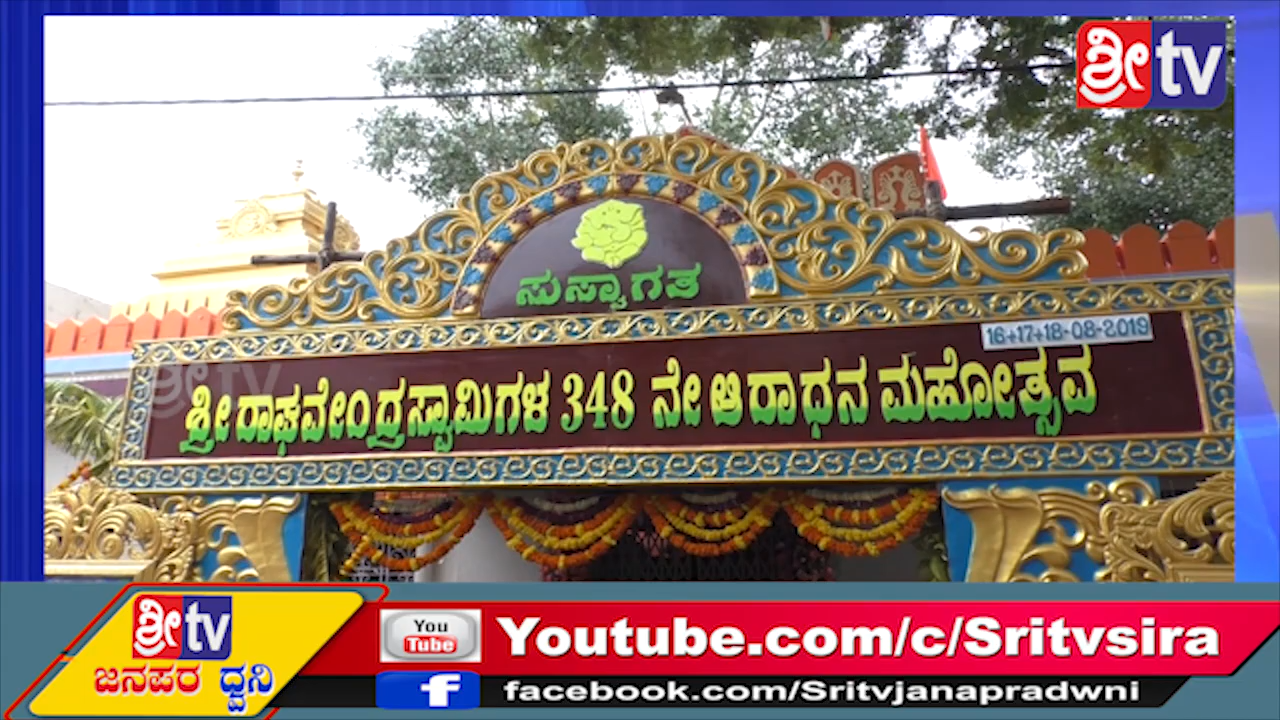 ಶ್ರೀ tv
ಸುಸ್ವಾಗತ
16+17+18-08-2019
ಶ್ರೀ ರಾಘವೇಂದ್ರಸ್ವಾಮಿಗಳ 348 ನೇ ಆರಾಧನ ಮಹೋತ್ಸವ
ಶ್ರೀtv
ಶ್ರೀ tv
ಜನಪರ ಧ್ವನಿ
You
Tube
Youtube.com/c/Sritvsira
f
facebook.com/Sritvjanapradwni